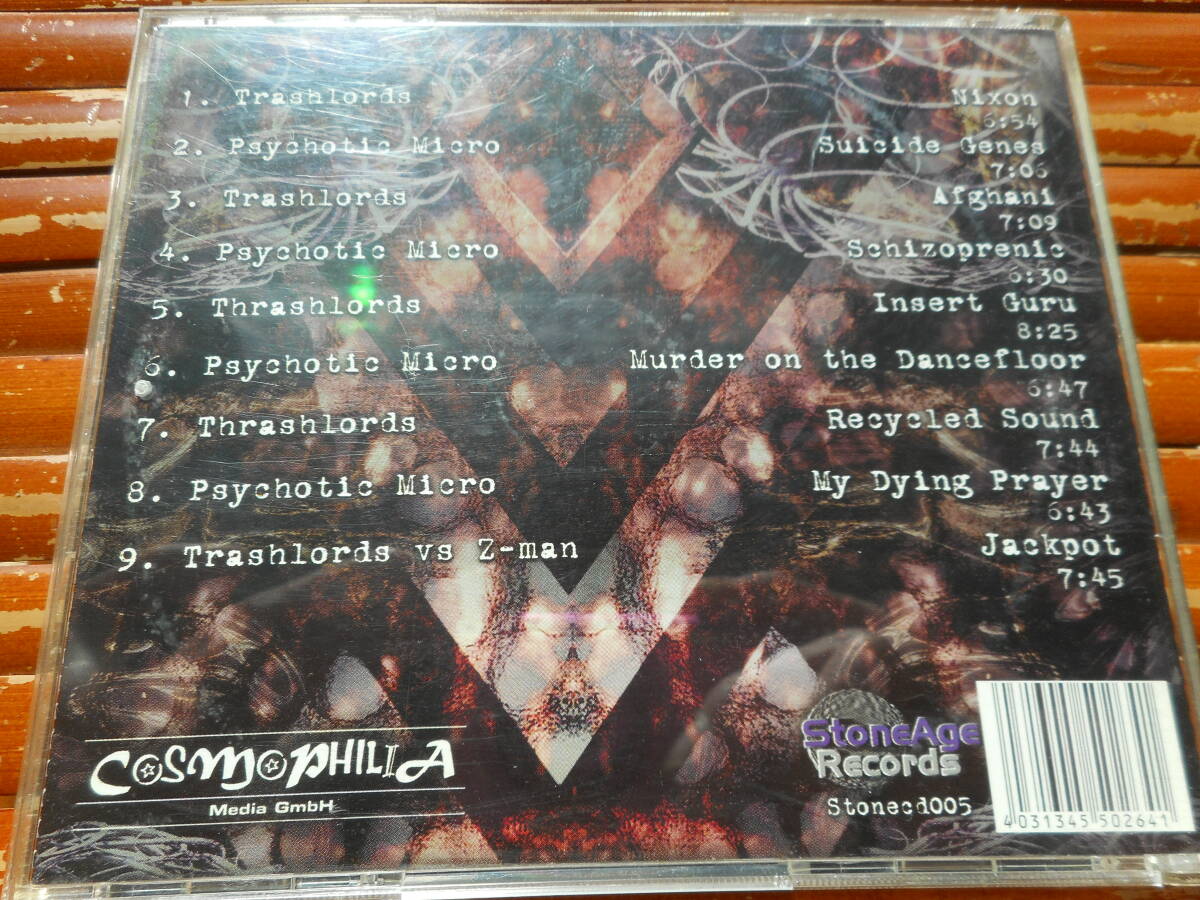 1. Trashlords Nixon
6:54
2. Psychotic Micro Suicide Genes
7:06
3. Trashlords Afghani
7:09
4. Psychotic Micro Schizoprenic
6:30
5. Thrashlords Insert Guru
8:25
6. Psychotic Micro Murder on the Dancefloor
6:47
7. Thrashlords Recycled Sound
7:44
8. Psychotic Micro My Dying Prayer
6:43
9. Trashlords vs Z-man Jackpot
7:45
COSMOPHILIA
Media GmbH
StoneAge
Records
Stonecd005
4031345502641